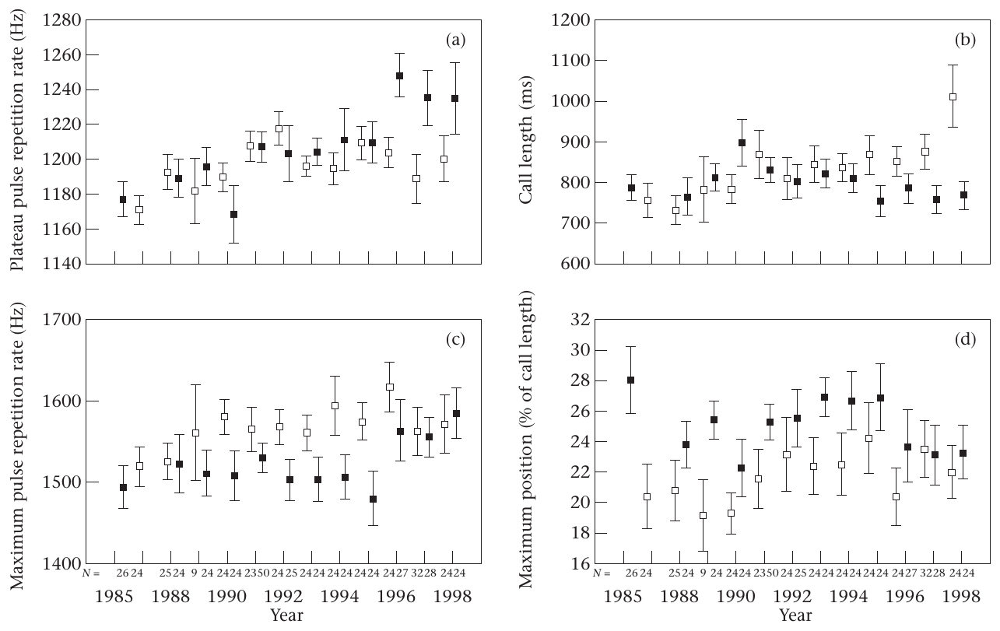 Plateau pulse repetition rate (Hz)
1280
1260
1240
1220
1200
1180
1160
1140
(a)
Call length (ms)
1200
1100
1000
900
800
700
600
(b)
Maximum pulse repetition rate (Hz)
1700
1600
1500
1400
(c)
N = 26 24 25 24 9 24 24 24 23 50 24 25 24 24 24 24 24 24 24 27 32 28 24 24
1985 1988 1990 1992 1994 1996 1998
Year
Maximum position (% of call length)
32
30
28
26
24
22
20
18
16
(d)
N = 26 24 25 24 9 24 24 24 23 50 24 25 24 24 24 24 24 24 24 27 32 28 24 24
1985 1988 1990 1992 1994 1996 1998
Year